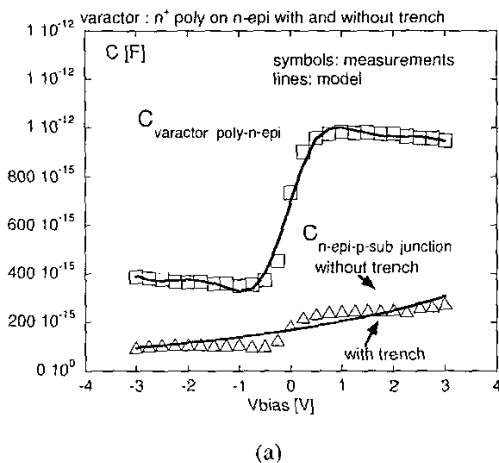 varactor : n+ poly on n-epi with and without trench
1 10-12
C [F]
symbols: measurements
lines: model
1 10-12
C varactor poly-n-epi
1 10-12
800 10-15
600 10-15
C n-epi-p-sub junction
without trench
400 10-15
200 10-15
with trench
0 100
-4 -3 -2 -1 0 1 2 3 4
Vbias [V]
(a)